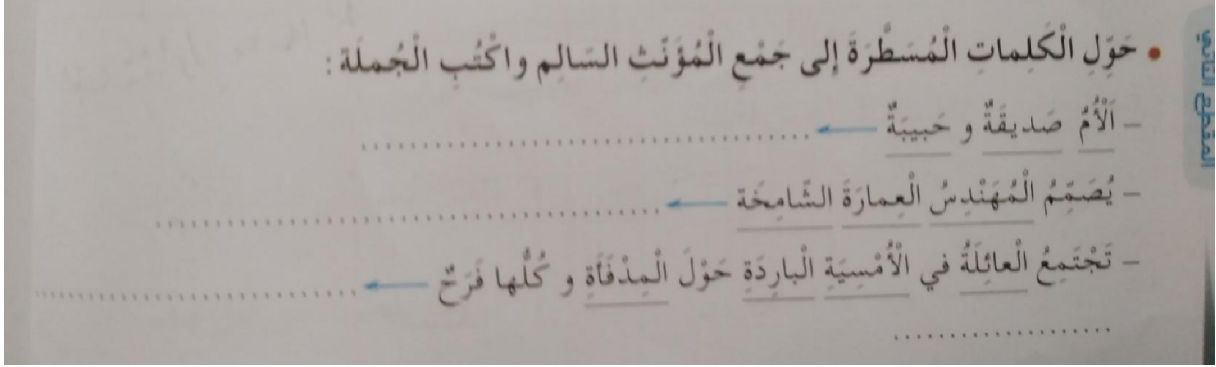 • حَوِّلِ الْكَلِماتِ الْمُسَطَّرَةَ إلى جَمْعِ الْمُؤَنَّثِ السَالِمِ واكْتُبِ الْجُملَة :
– اَلْأُمُّ صَديقَةٌ و حَبيبَةٌ ← ........................................
– يُصَمِّمُ الْمُهَنْدِسُ الْعِمارَةَ الشَّامِخَة ← ........................................
– تَجْتَمِعُ الْعائِلَةُ في الْأُمْسِيَةِ الْبارِدَةِ حَوْلَ الْمِدْفَأَةِ و كُلُّها فَرَحٌ ← ........................................
....................